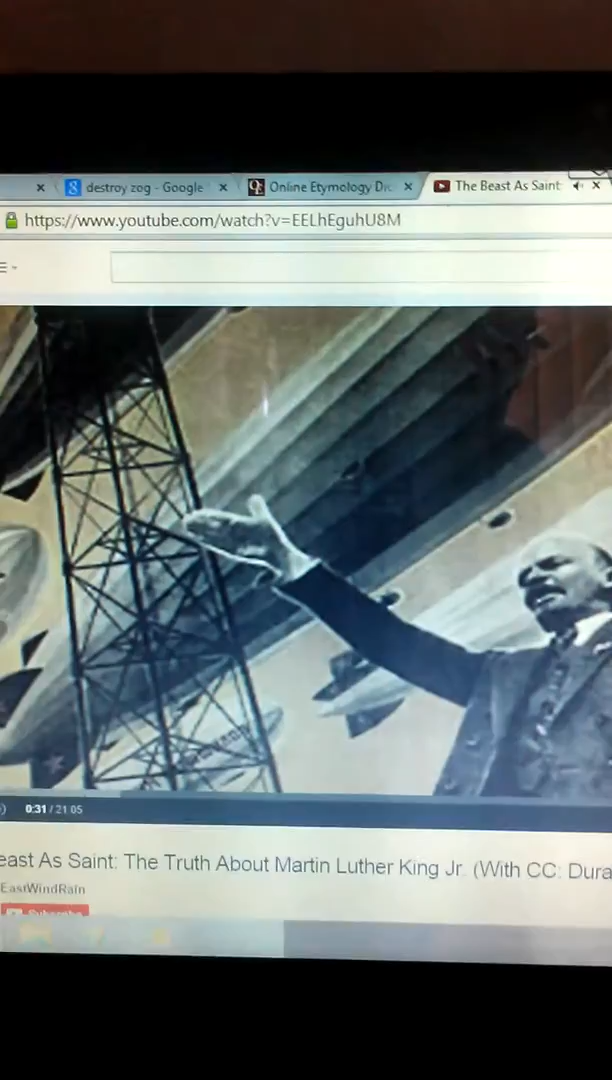 destroy zog - Google
Online Etymology Dic
The Beast As Saint:
https://www.youtube.com/watch?v=EELhEguhU8M
0:31 / 21:05
east As Saint: The Truth About Martin Luther King Jr. (With CC: Dura
EastWindRain
Subscribe